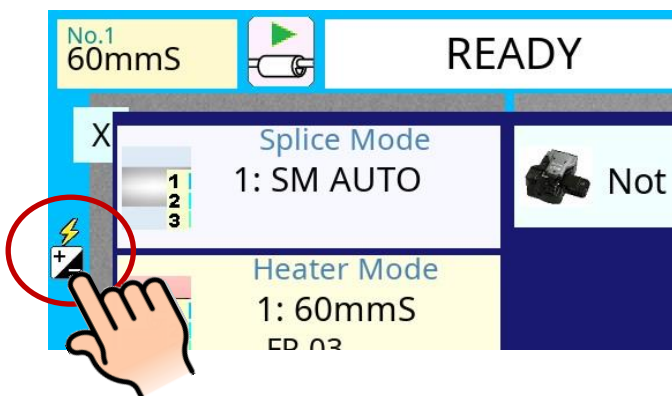 No.1
60mmS
READY
X
Splice Mode
1: SM AUTO
1
2
3
Not
Heater Mode
1: 60mmS